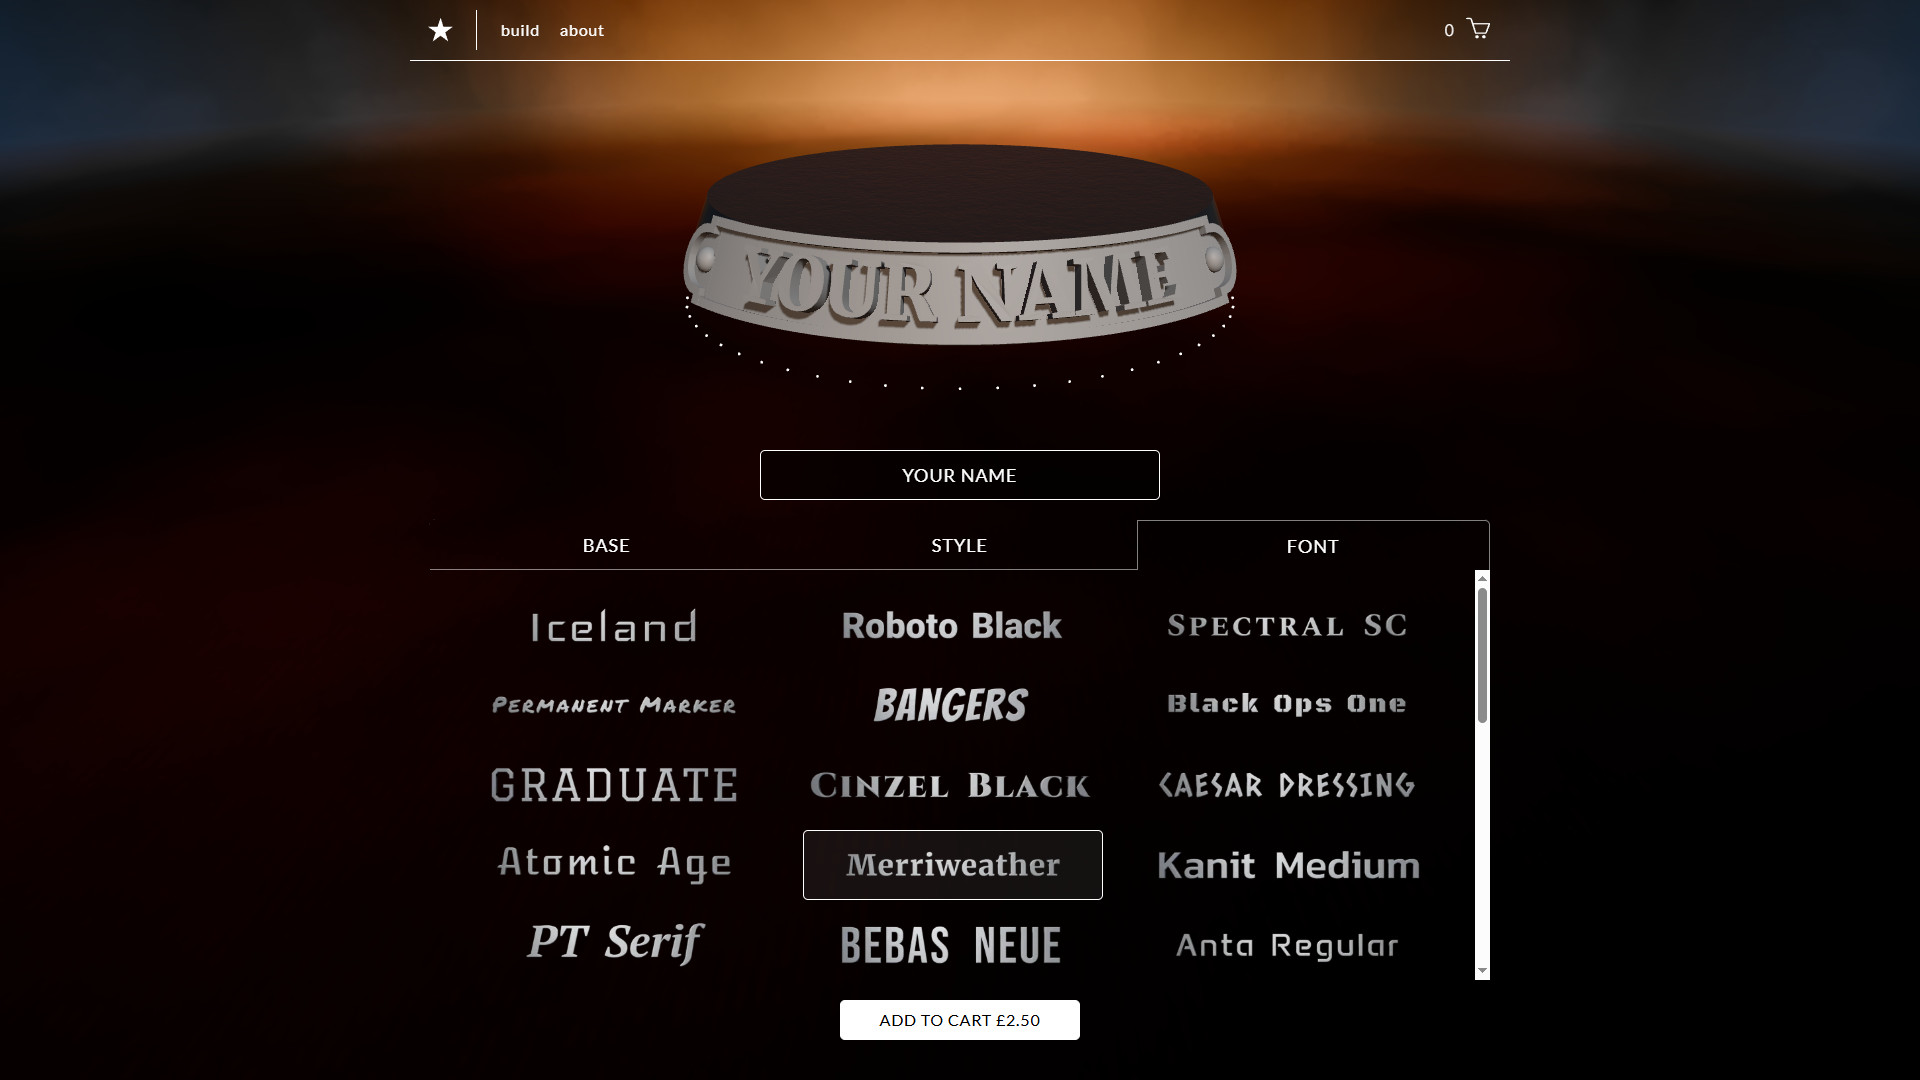 build about 0
YOUR NAME
YOUR NAME
BASE STYLE FONT
Iceland Roboto Black SPECTRAL SC
PERMANENT MARKER BANGERS Black Ops One
GRADUATE CINZEL BLACK CAESAR DRESSING
Atomic Age Merriweather Kanit Medium
PT Serif BEBAS NEUE Anta Regular
ADD TO CART £2.50